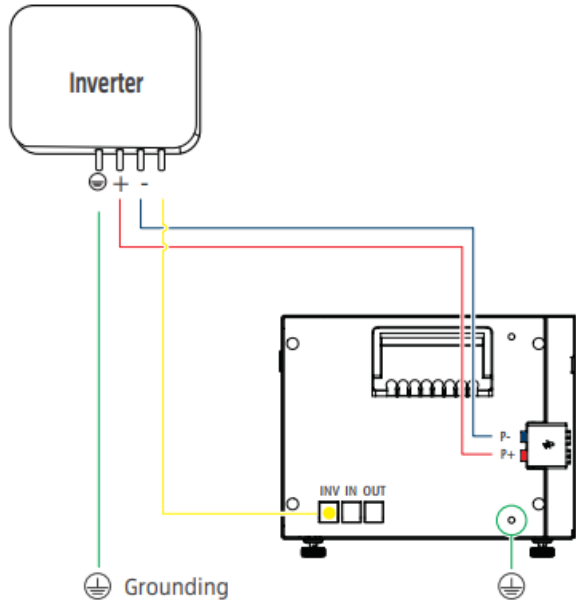 Inverter
+ -
P-
P+
INV IN OUT
Grounding